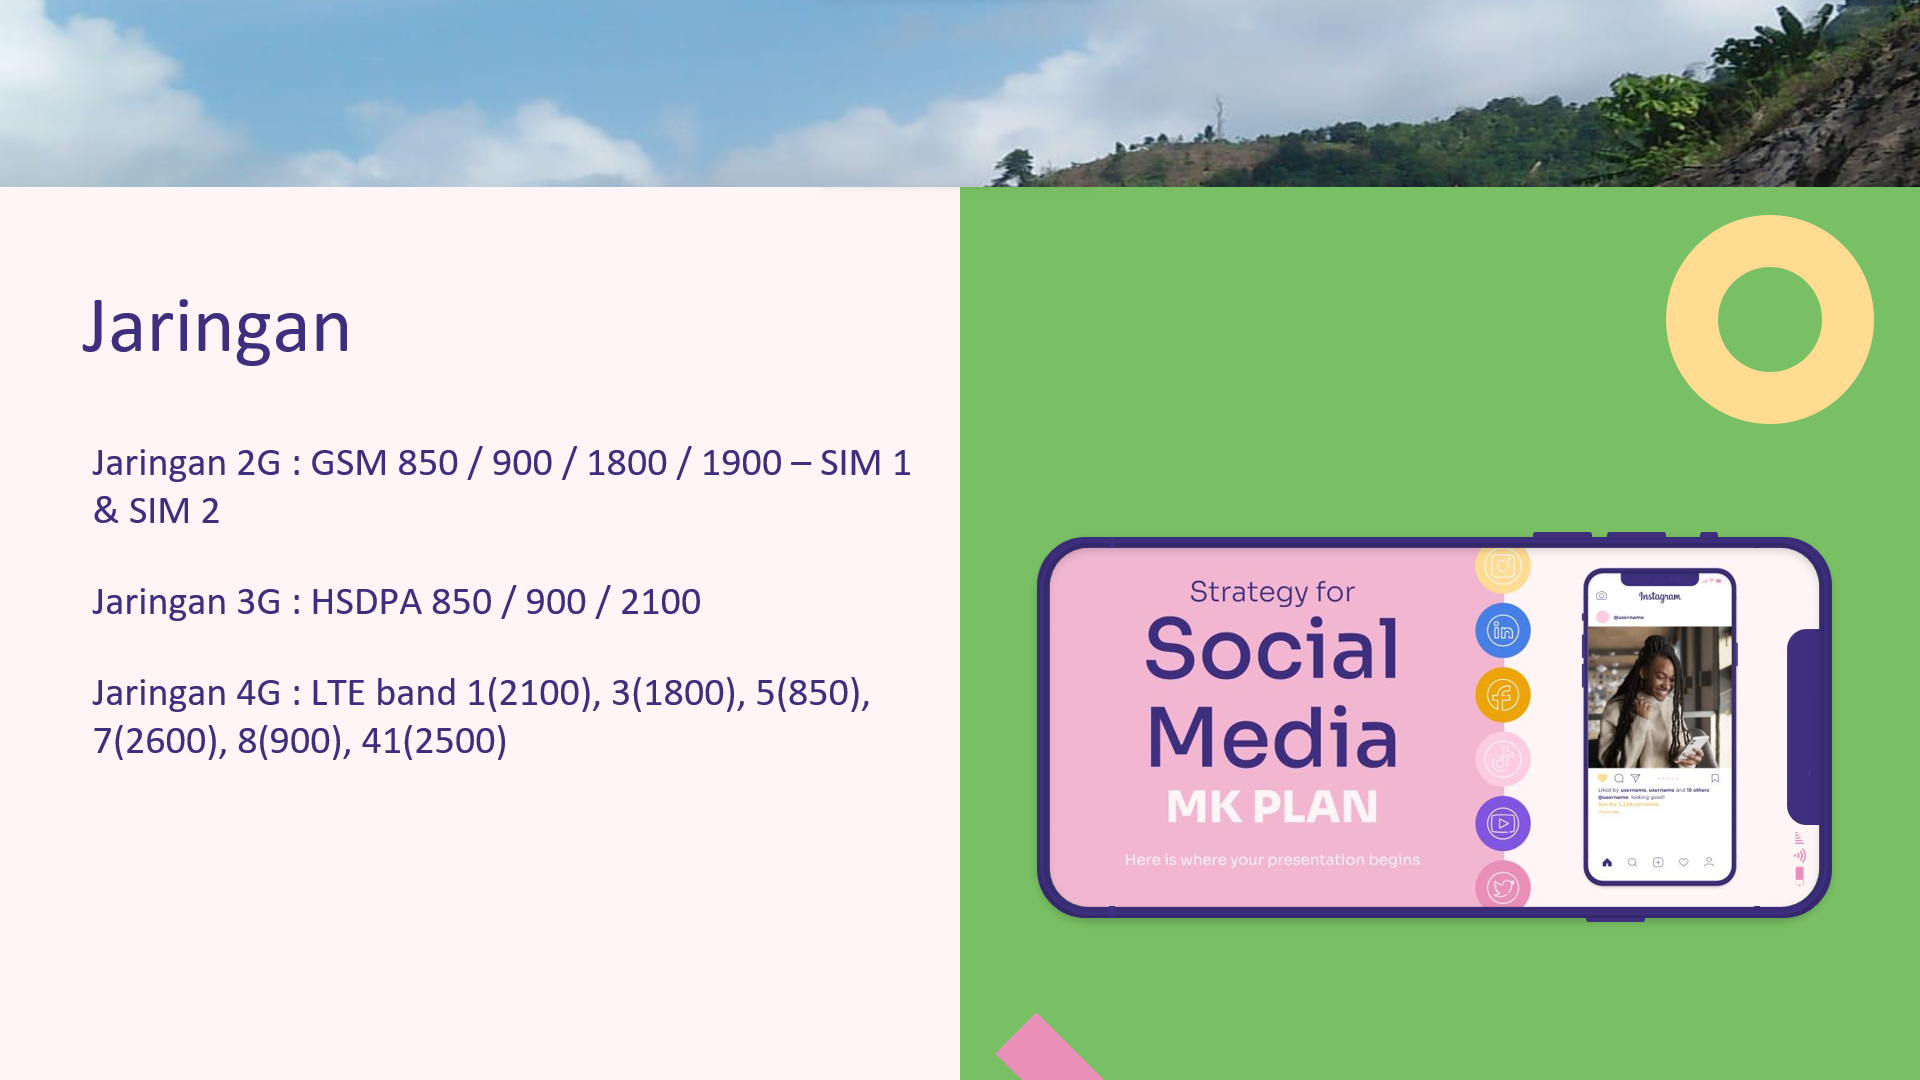 Jaringan
Jaringan 2G : GSM 850 / 900 / 1800 / 1900 – SIM 1
& SIM 2
Jaringan 3G : HSDPA 850 / 900 / 2100
Jaringan 4G : LTE band 1(2100), 3(1800), 5(850),
7(2600), 8(900), 41(2500)
Strategy for
Social
Media
MK PLAN
Here is where your presentation begins
Instagram
@username
Liked by username, username and 15 others
@username looking good!